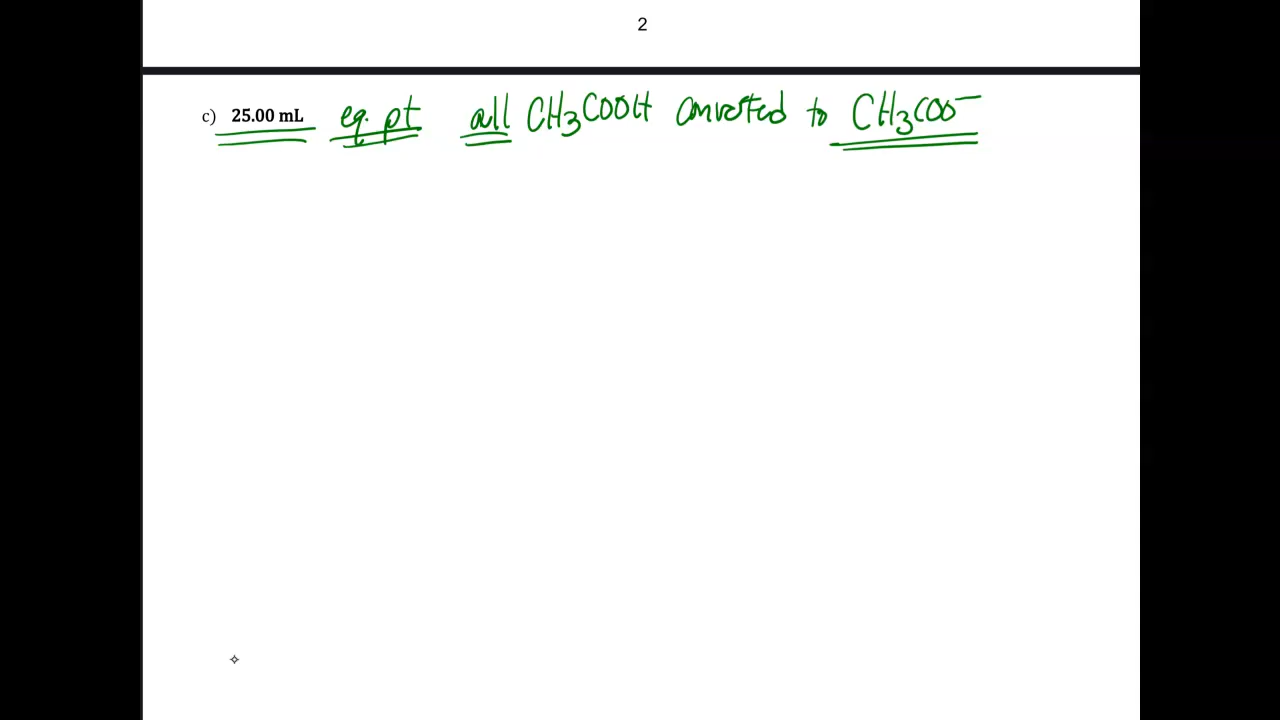 2
c) 25.00 mL eq. pt all CH₃COOH converted to CH₃COO⁻